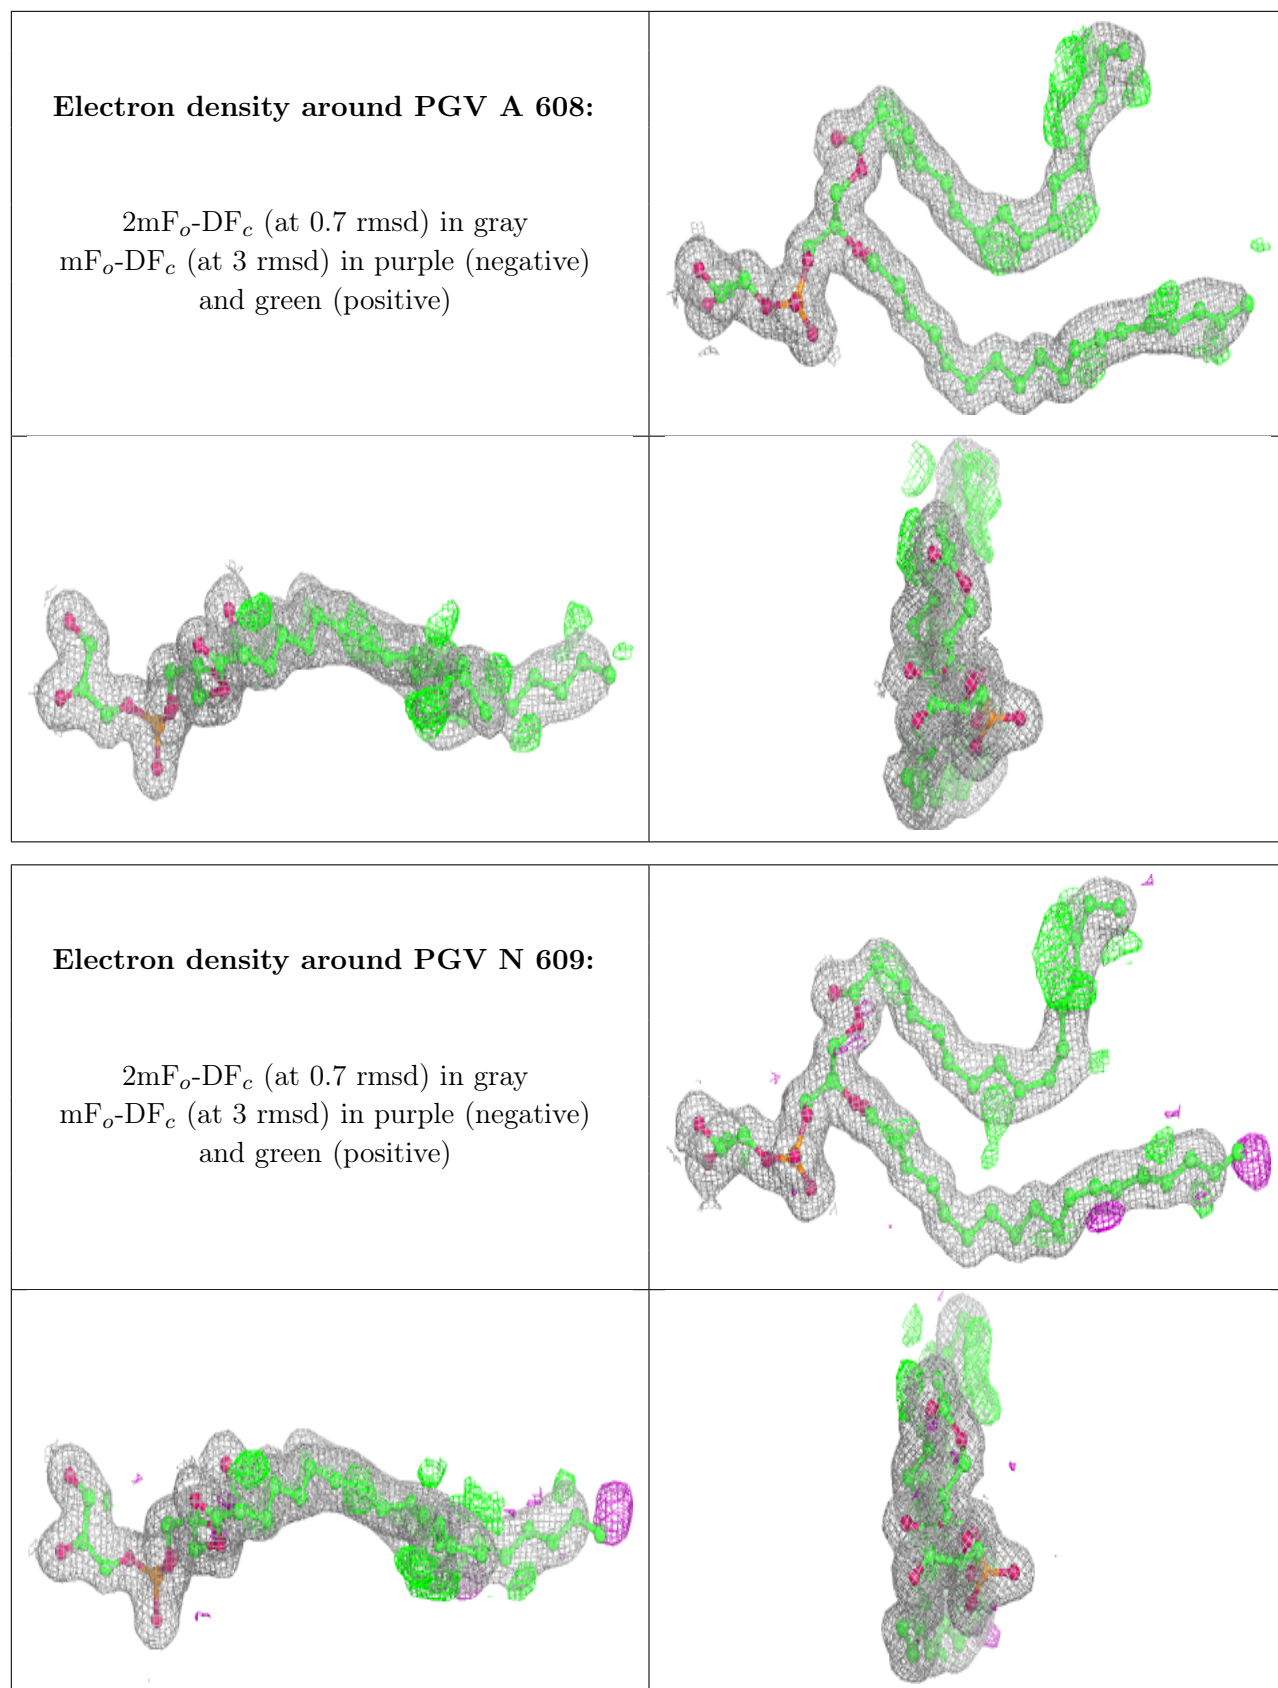 Electron density around PGV A 608:
2mFo-DFc (at 0.7 rmsd) in gray
mFo-DFc (at 3 rmsd) in purple (negative)
and green (positive)
Electron density around PGV N 609:
2mFo-DFc (at 0.7 rmsd) in gray
mFo-DFc (at 3 rmsd) in purple (negative)
and green (positive)